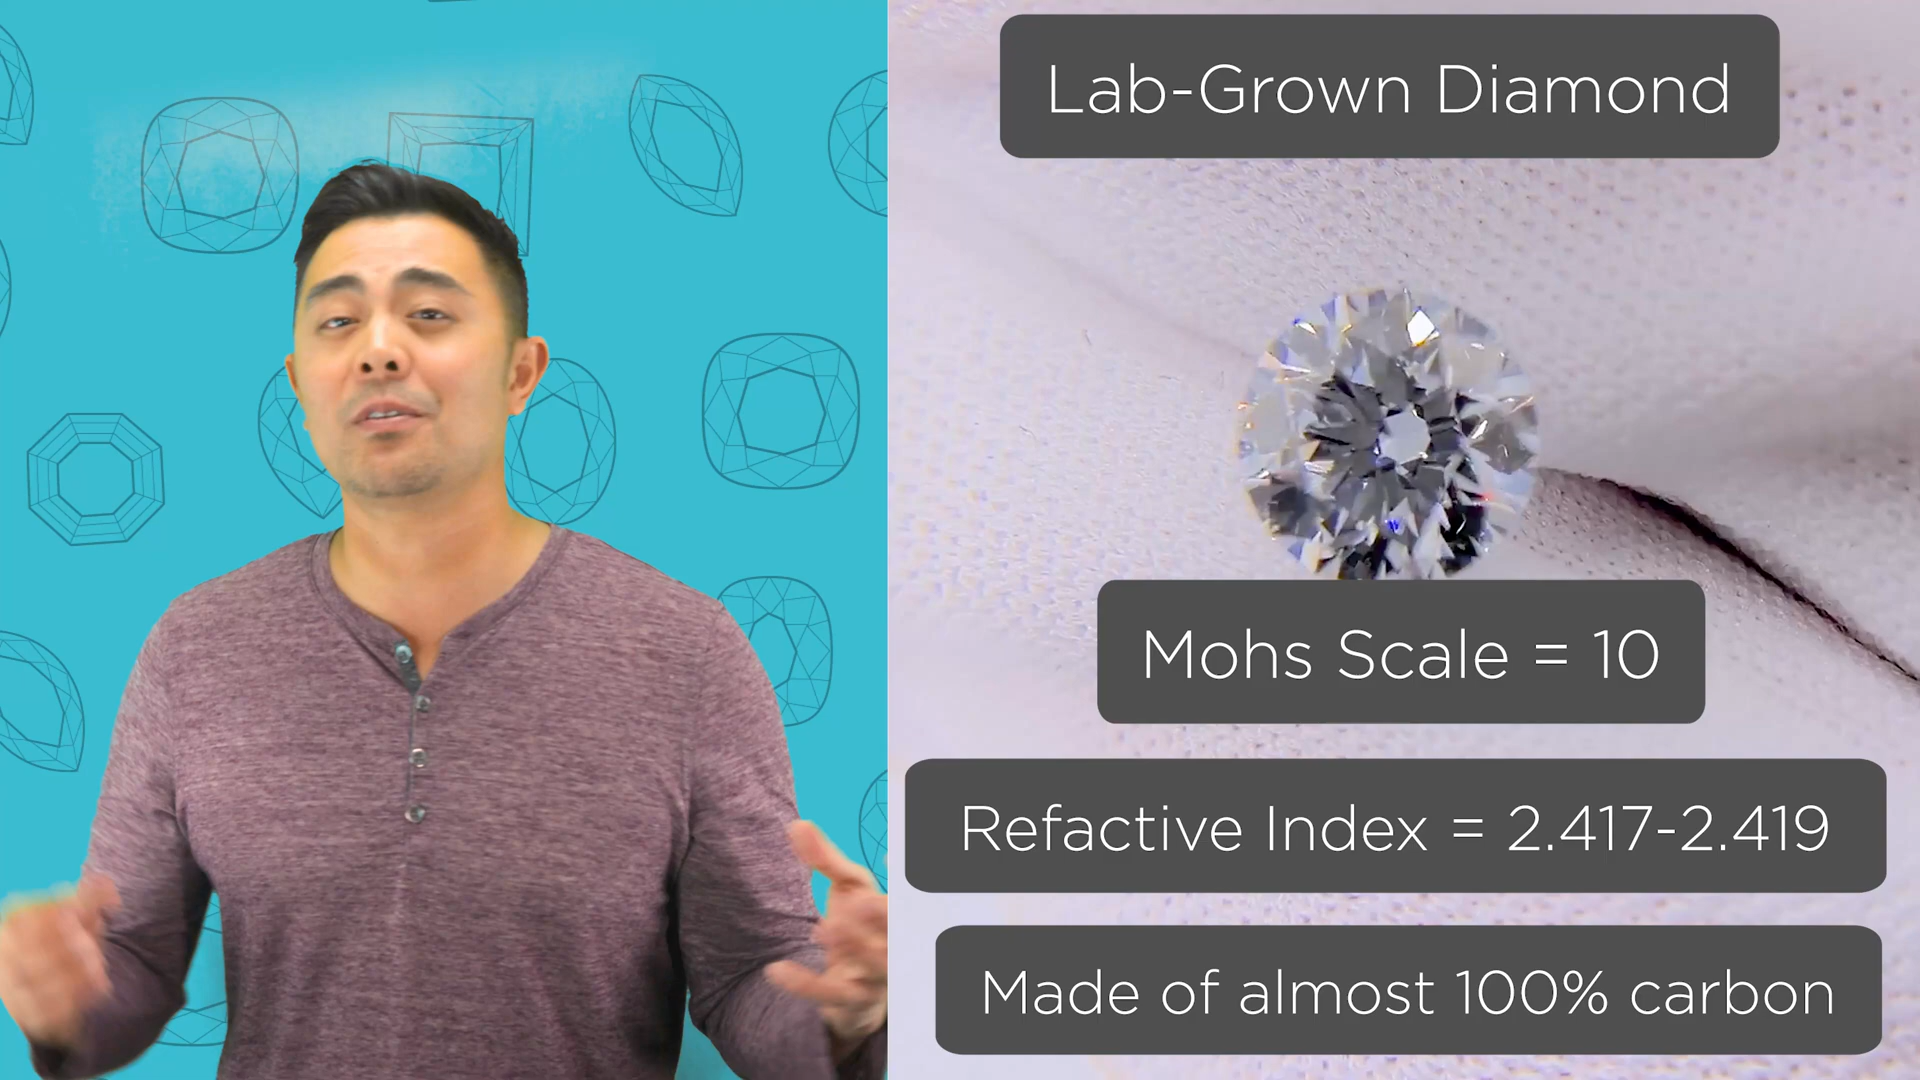 Lab-Grown Diamond
Mohs Scale = 10
Refactive Index = 2.417-2.419
Made of almost 100% carbon